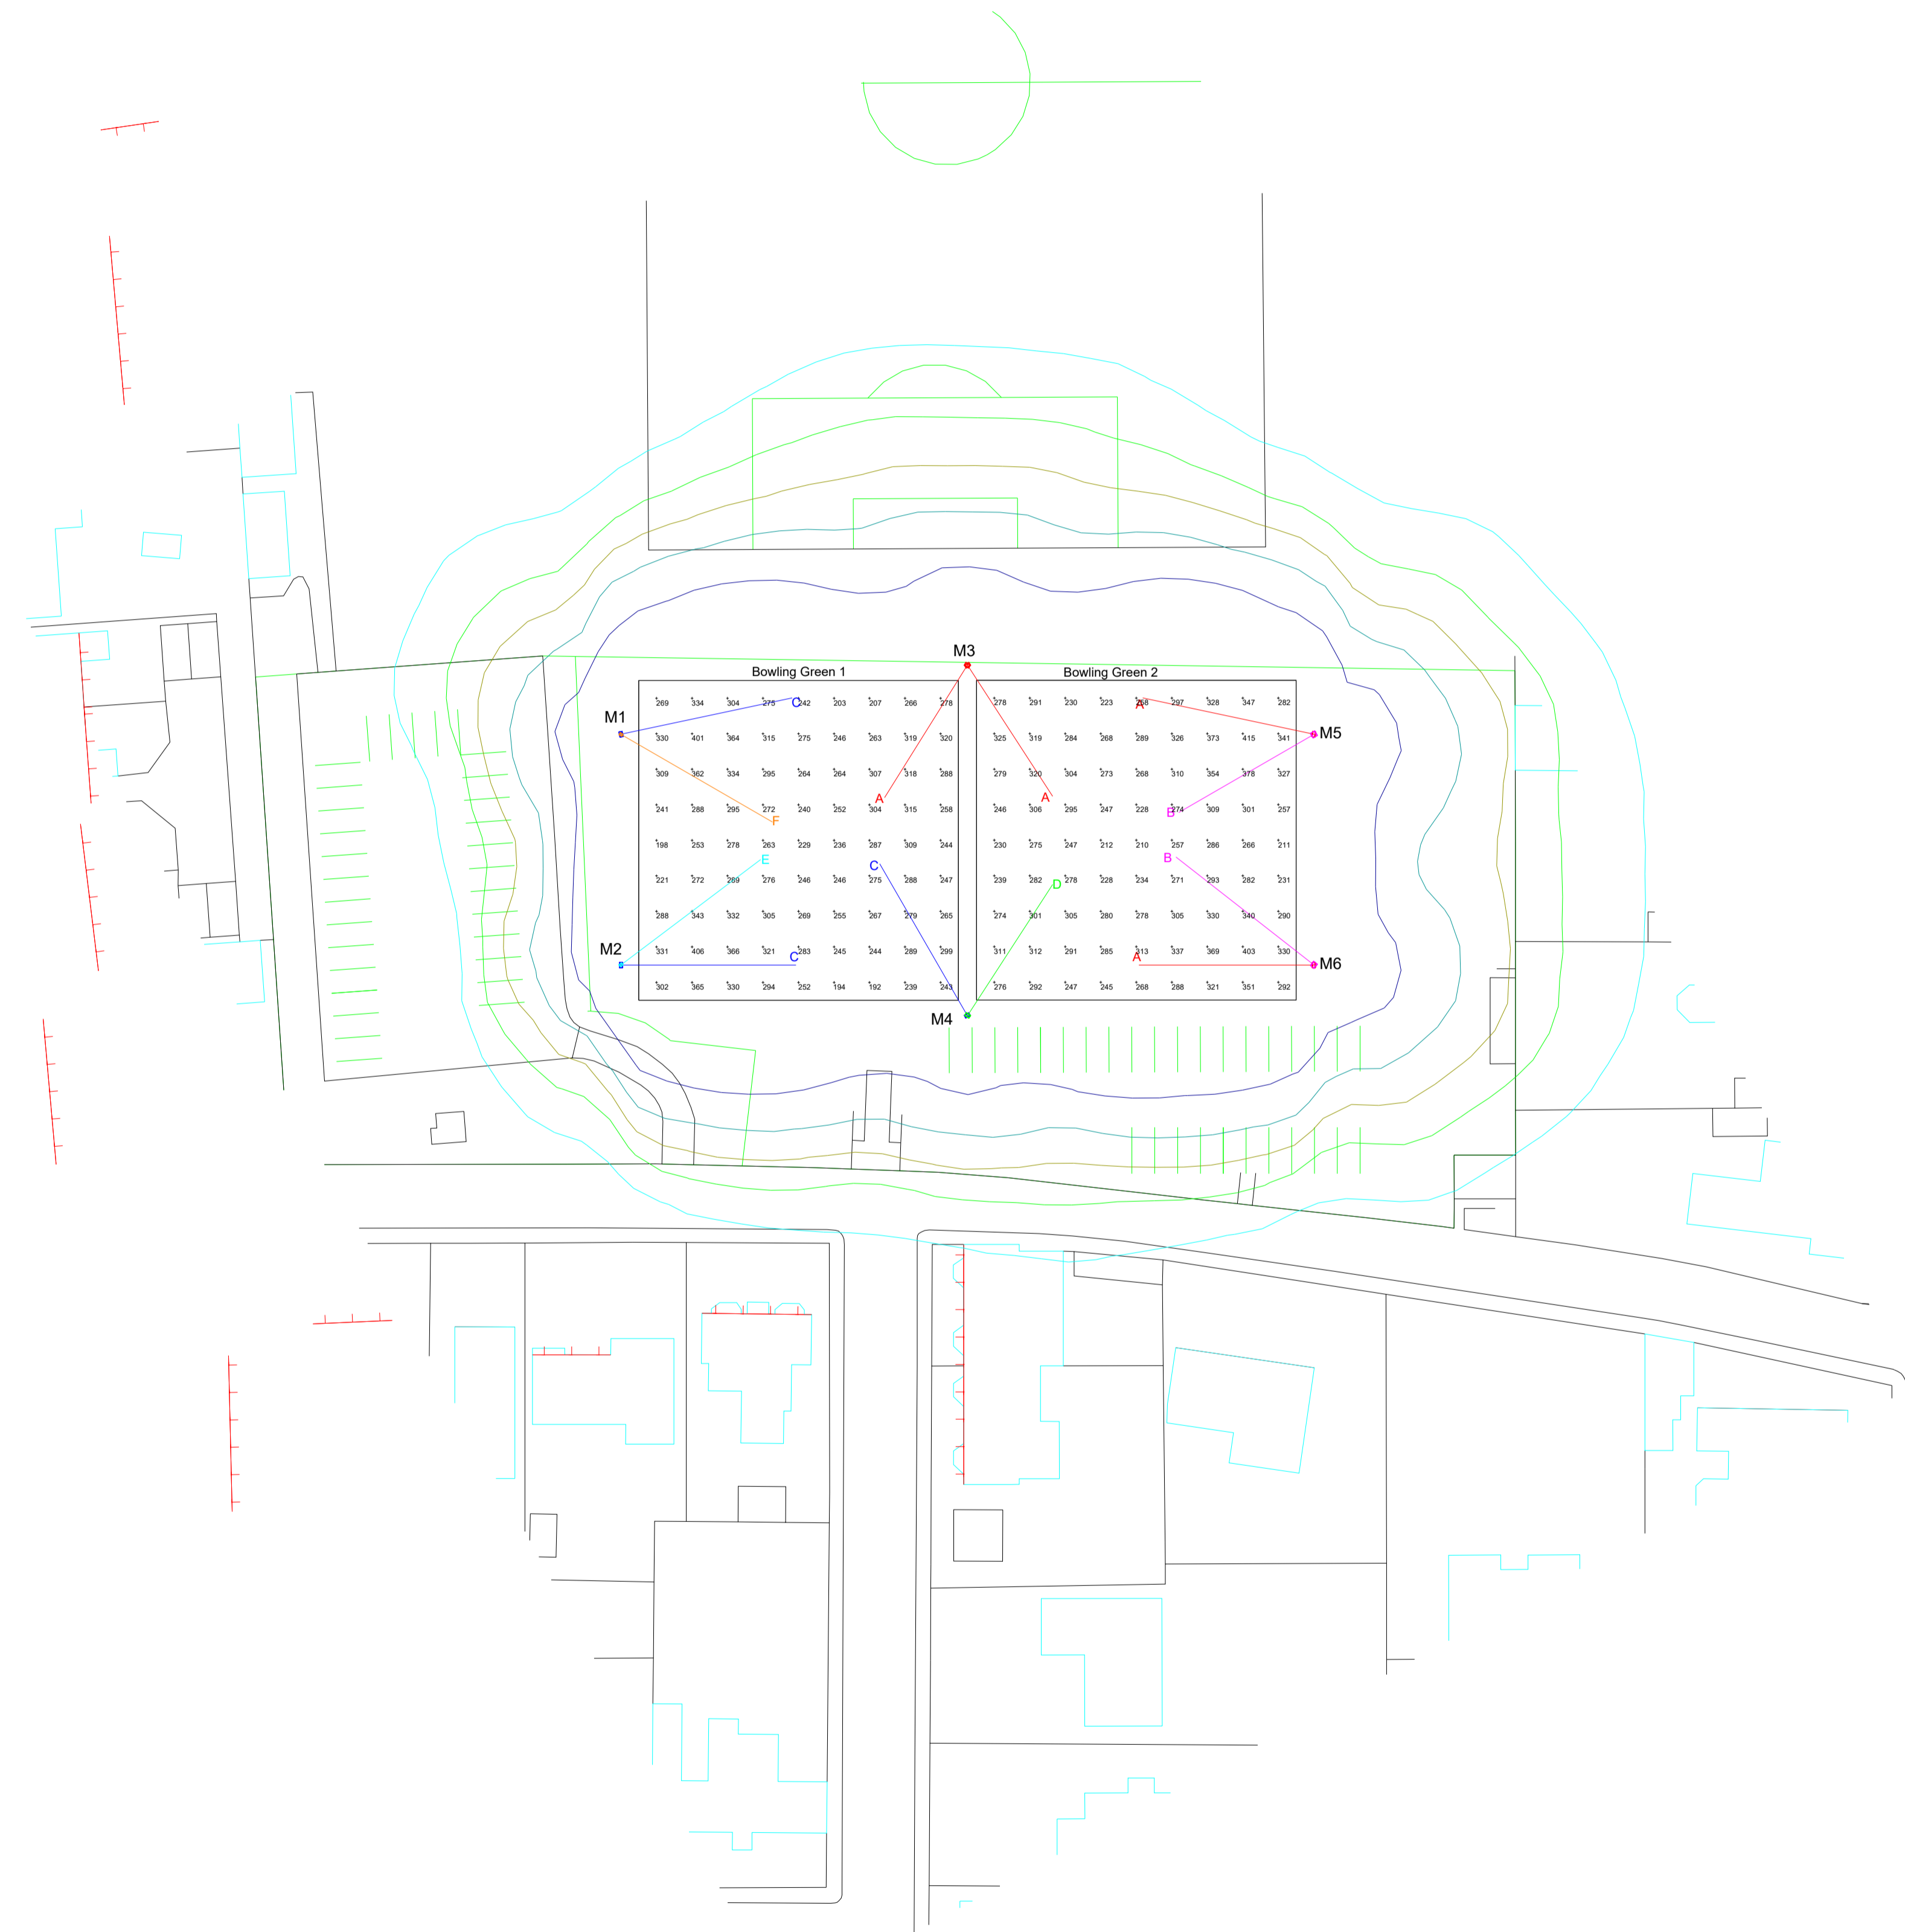 M3
Bowling Green 1 Bowling Green 2
269 334 304 275 C 242 203 207 266 278 278 291 230 223 258 A 297 328 347 282
M1
330 401 364 315 275 246 263 319 320 325 319 284 268 289 326 373 415 341 M5
309 362 334 295 264 264 307 318 288 279 320 304 273 268 310 354 378 327
A A
241 288 295 272 240 252 304 315 258 246 306 295 247 228 274 309 301 257
F B
198 253 278 263 229 236 287 309 244 230 275 247 212 210 257 286 266 211
E C B
221 272 269 276 246 246 275 288 247 239 282 278 228 234 271 293 282 231
D
288 343 332 305 269 255 267 279 265 274 301 305 280 278 305 330 340 290
M2
331 406 366 321 283 245 244 289 299 311 312 291 285 313 337 369 403 330
C A M6
302 365 330 294 252 194 192 239 243 276 292 247 245 268 288 321 351 292
M4